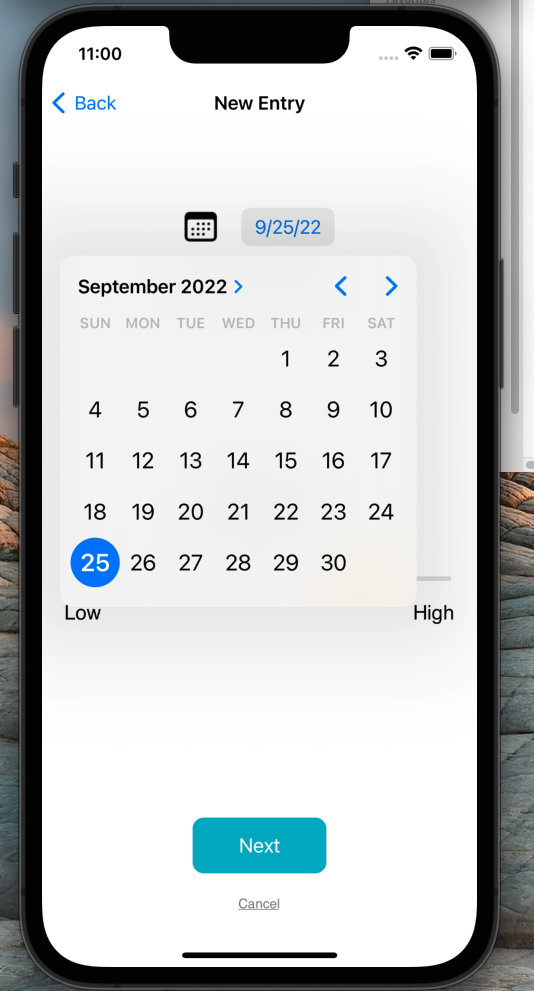 Favorites
11:00
Back
New Entry
9/25/22
September 2022
SUN MON TUE WED THU FRI SAT
1 2 3
4 5 6 7 8 9 10
11 12 13 14 15 16 17
18 19 20 21 22 23 24
25 26 27 28 29 30
Low High
Next
Cancel